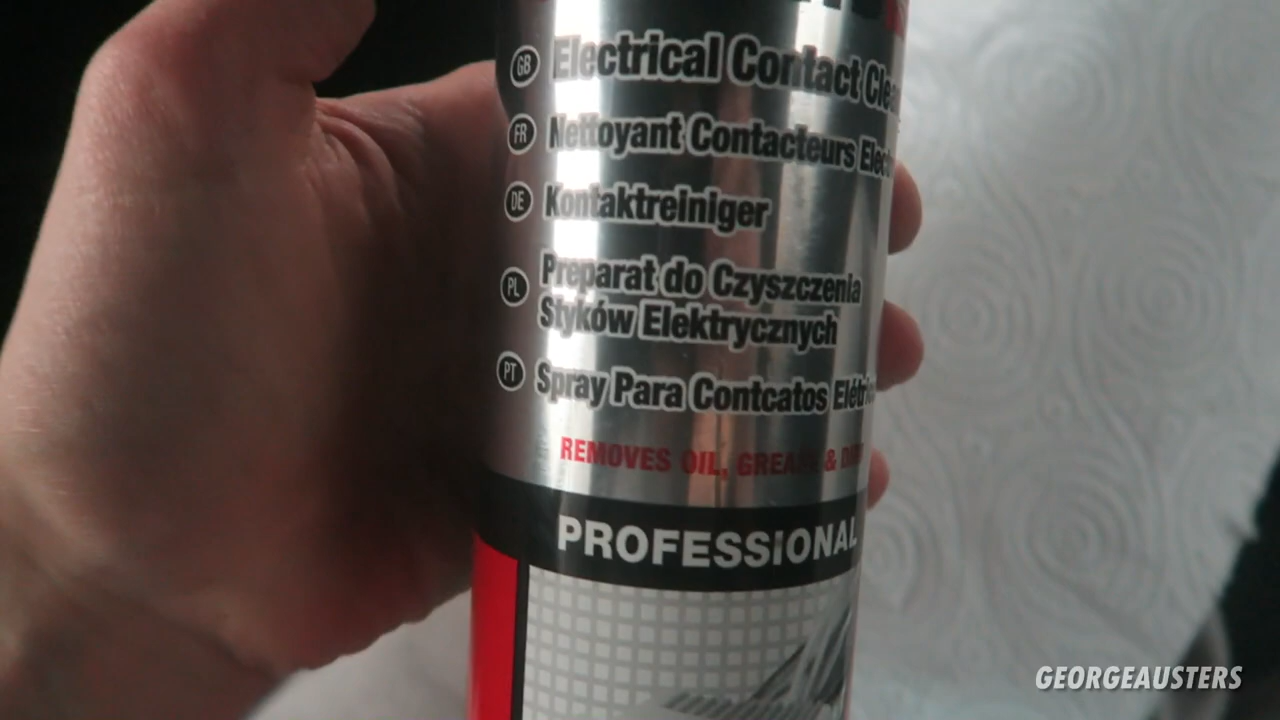 GB Electrical Contact
FR Nettoyant Contacteurs
DE Kontaktreiniger
PL Preparat do Czyszczenia
Styków Elektrycznych
PT Spray Para Contcatos
REMOVES OIL, GREASE &
PROFESSIONAL
GEORGEAUSTERS